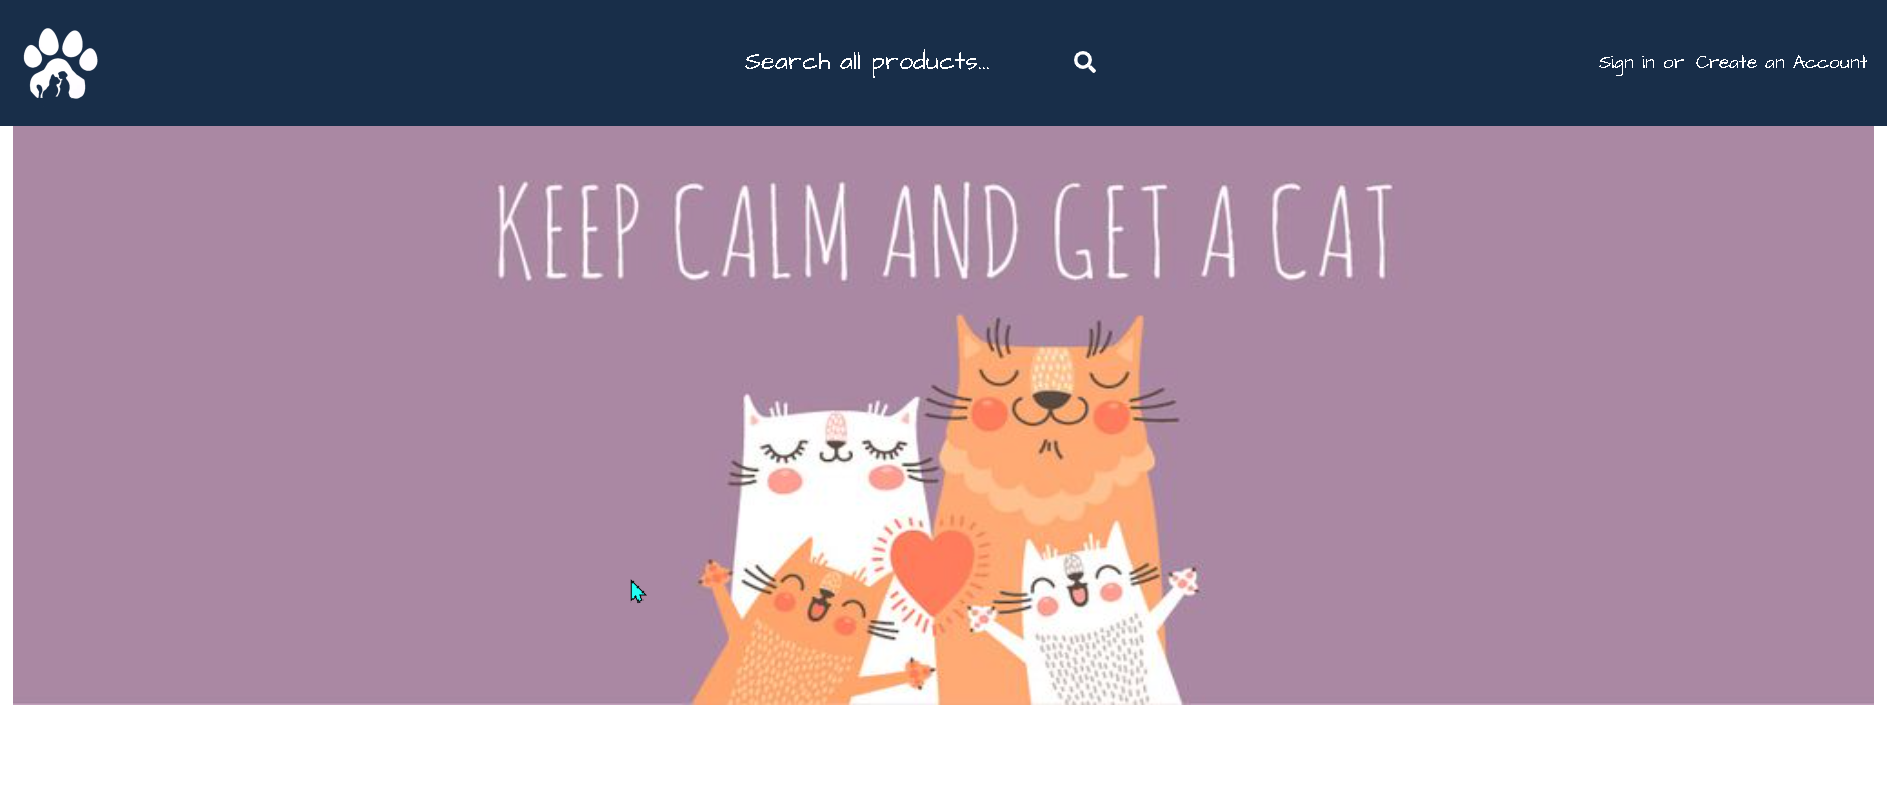 Search all products...
Sign in or Create an Account
KEEP CALM AND GET A CAT